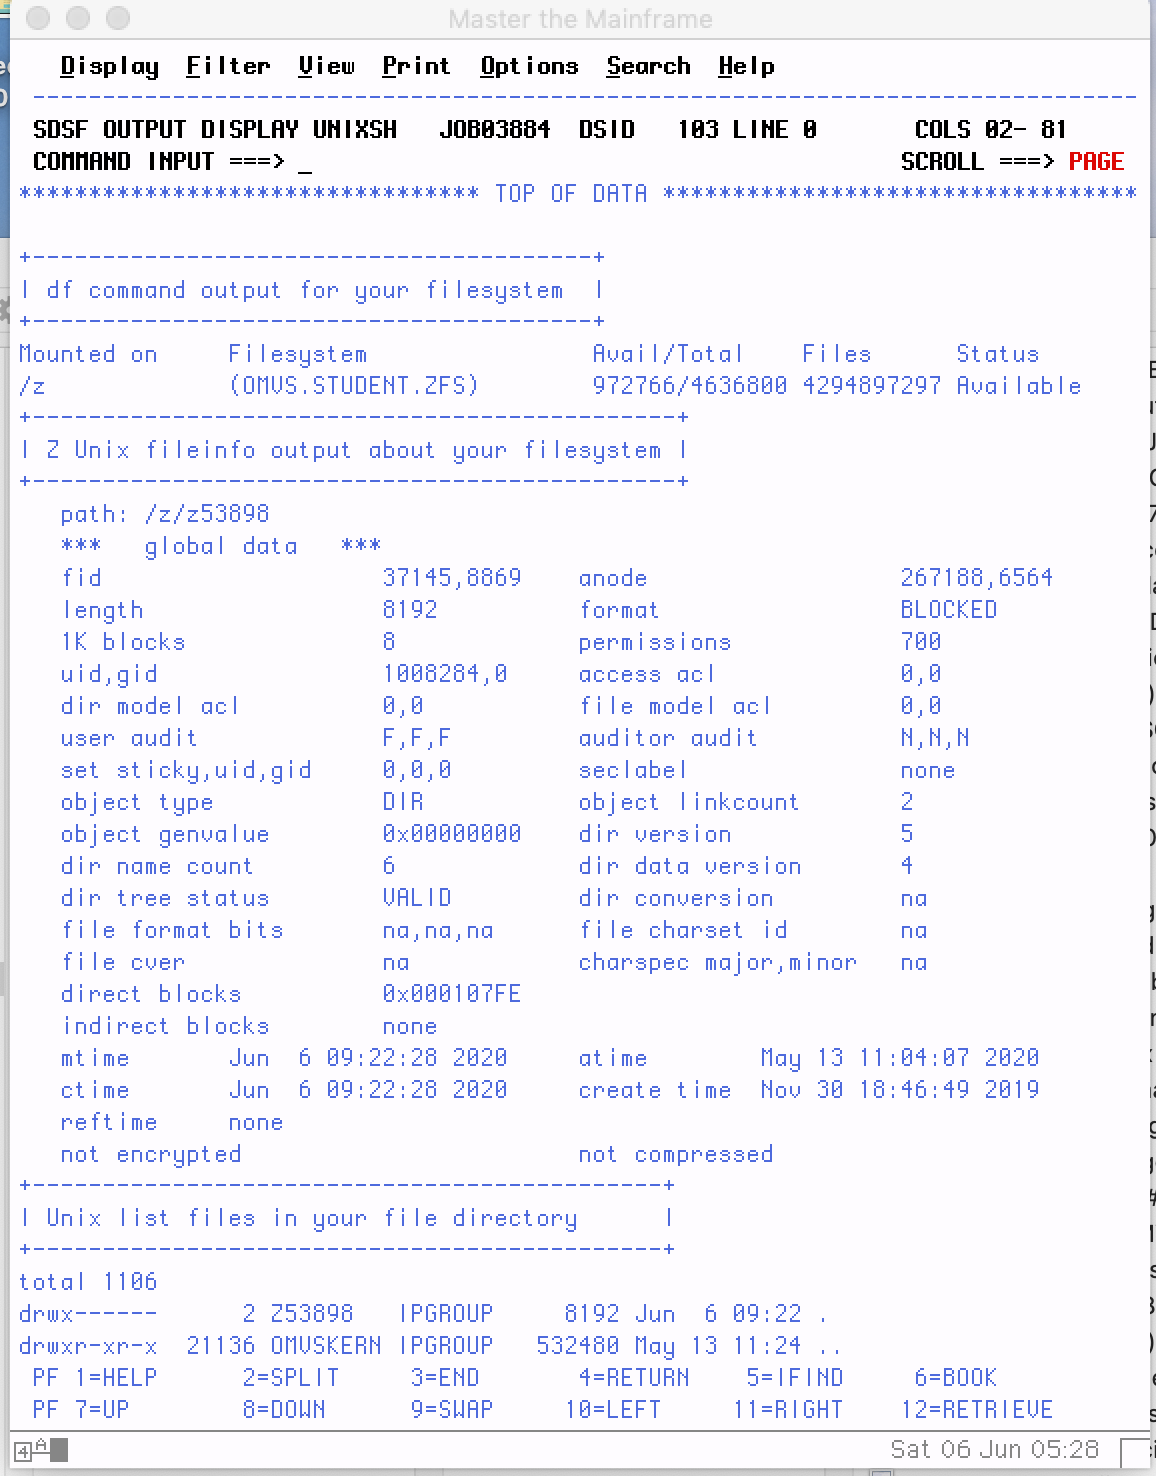 Master the Mainframe
Display Filter View Print Options Search Help
--------------------------------------------------------------------------------
SDSF OUTPUT DISPLAY UNIXSH   JOB03884  DSID   103 LINE 0       COLS 02- 81
COMMAND INPUT ===> _                                            SCROLL ===> PAGE
********************************* TOP OF DATA **********************************
+----------------------------------------+
| df command output for your filesystem  |
+----------------------------------------+
Mounted on     Filesystem                Avail/Total    Files      Status
/z             (OMVS.STUDENT.ZFS)        972766/4636800 4294897297 Available
+----------------------------------------------+
| Z Unix fileinfo output about your filesystem |
+----------------------------------------------+
path: /z/z53898
***   global data   ***
fid                    37145,8869    anode                  267188,6564
length                 8192          format                 BLOCKED
1K blocks              8             permissions            700
uid,gid                1008284,0     access acl             0,0
dir model acl          0,0           file model acl         0,0
user audit             F,F,F         auditor audit          N,N,N
set sticky,uid,gid     0,0,0         seclabel               none
object type            DIR           object linkcount       2
object genvalue        0x00000000    dir version            5
dir name count         6             dir data version       4
dir tree status        VALID         dir conversion         na
file format bits       na,na,na      file charset id        na
file cver              na            charspec major,minor   na
direct blocks          0x000107FE
indirect blocks        none
mtime       Jun  6 09:22:28 2020     atime        May 13 11:04:07 2020
ctime       Jun  6 09:22:28 2020     create time  Nov 30 18:46:49 2019
reftime     none
not encrypted                        not compressed
+---------------------------------------------+
| Unix list files in your file directory      |
+---------------------------------------------+
total 1106
drwx------      2 Z53898   IPGROUP     8192 Jun  6 09:22 .
drwxr-xr-x  21136 OMVSKERN IPGROUP   532480 May 13 11:24 ..
PF 1=HELP      2=SPLIT     3=END       4=RETURN    5=IFIND     6=BOOK
PF 7=UP        8=DOWN      9=SWAP     10=LEFT     11=RIGHT    12=RETRIEVE
4 A Sat 06 Jun 05:28